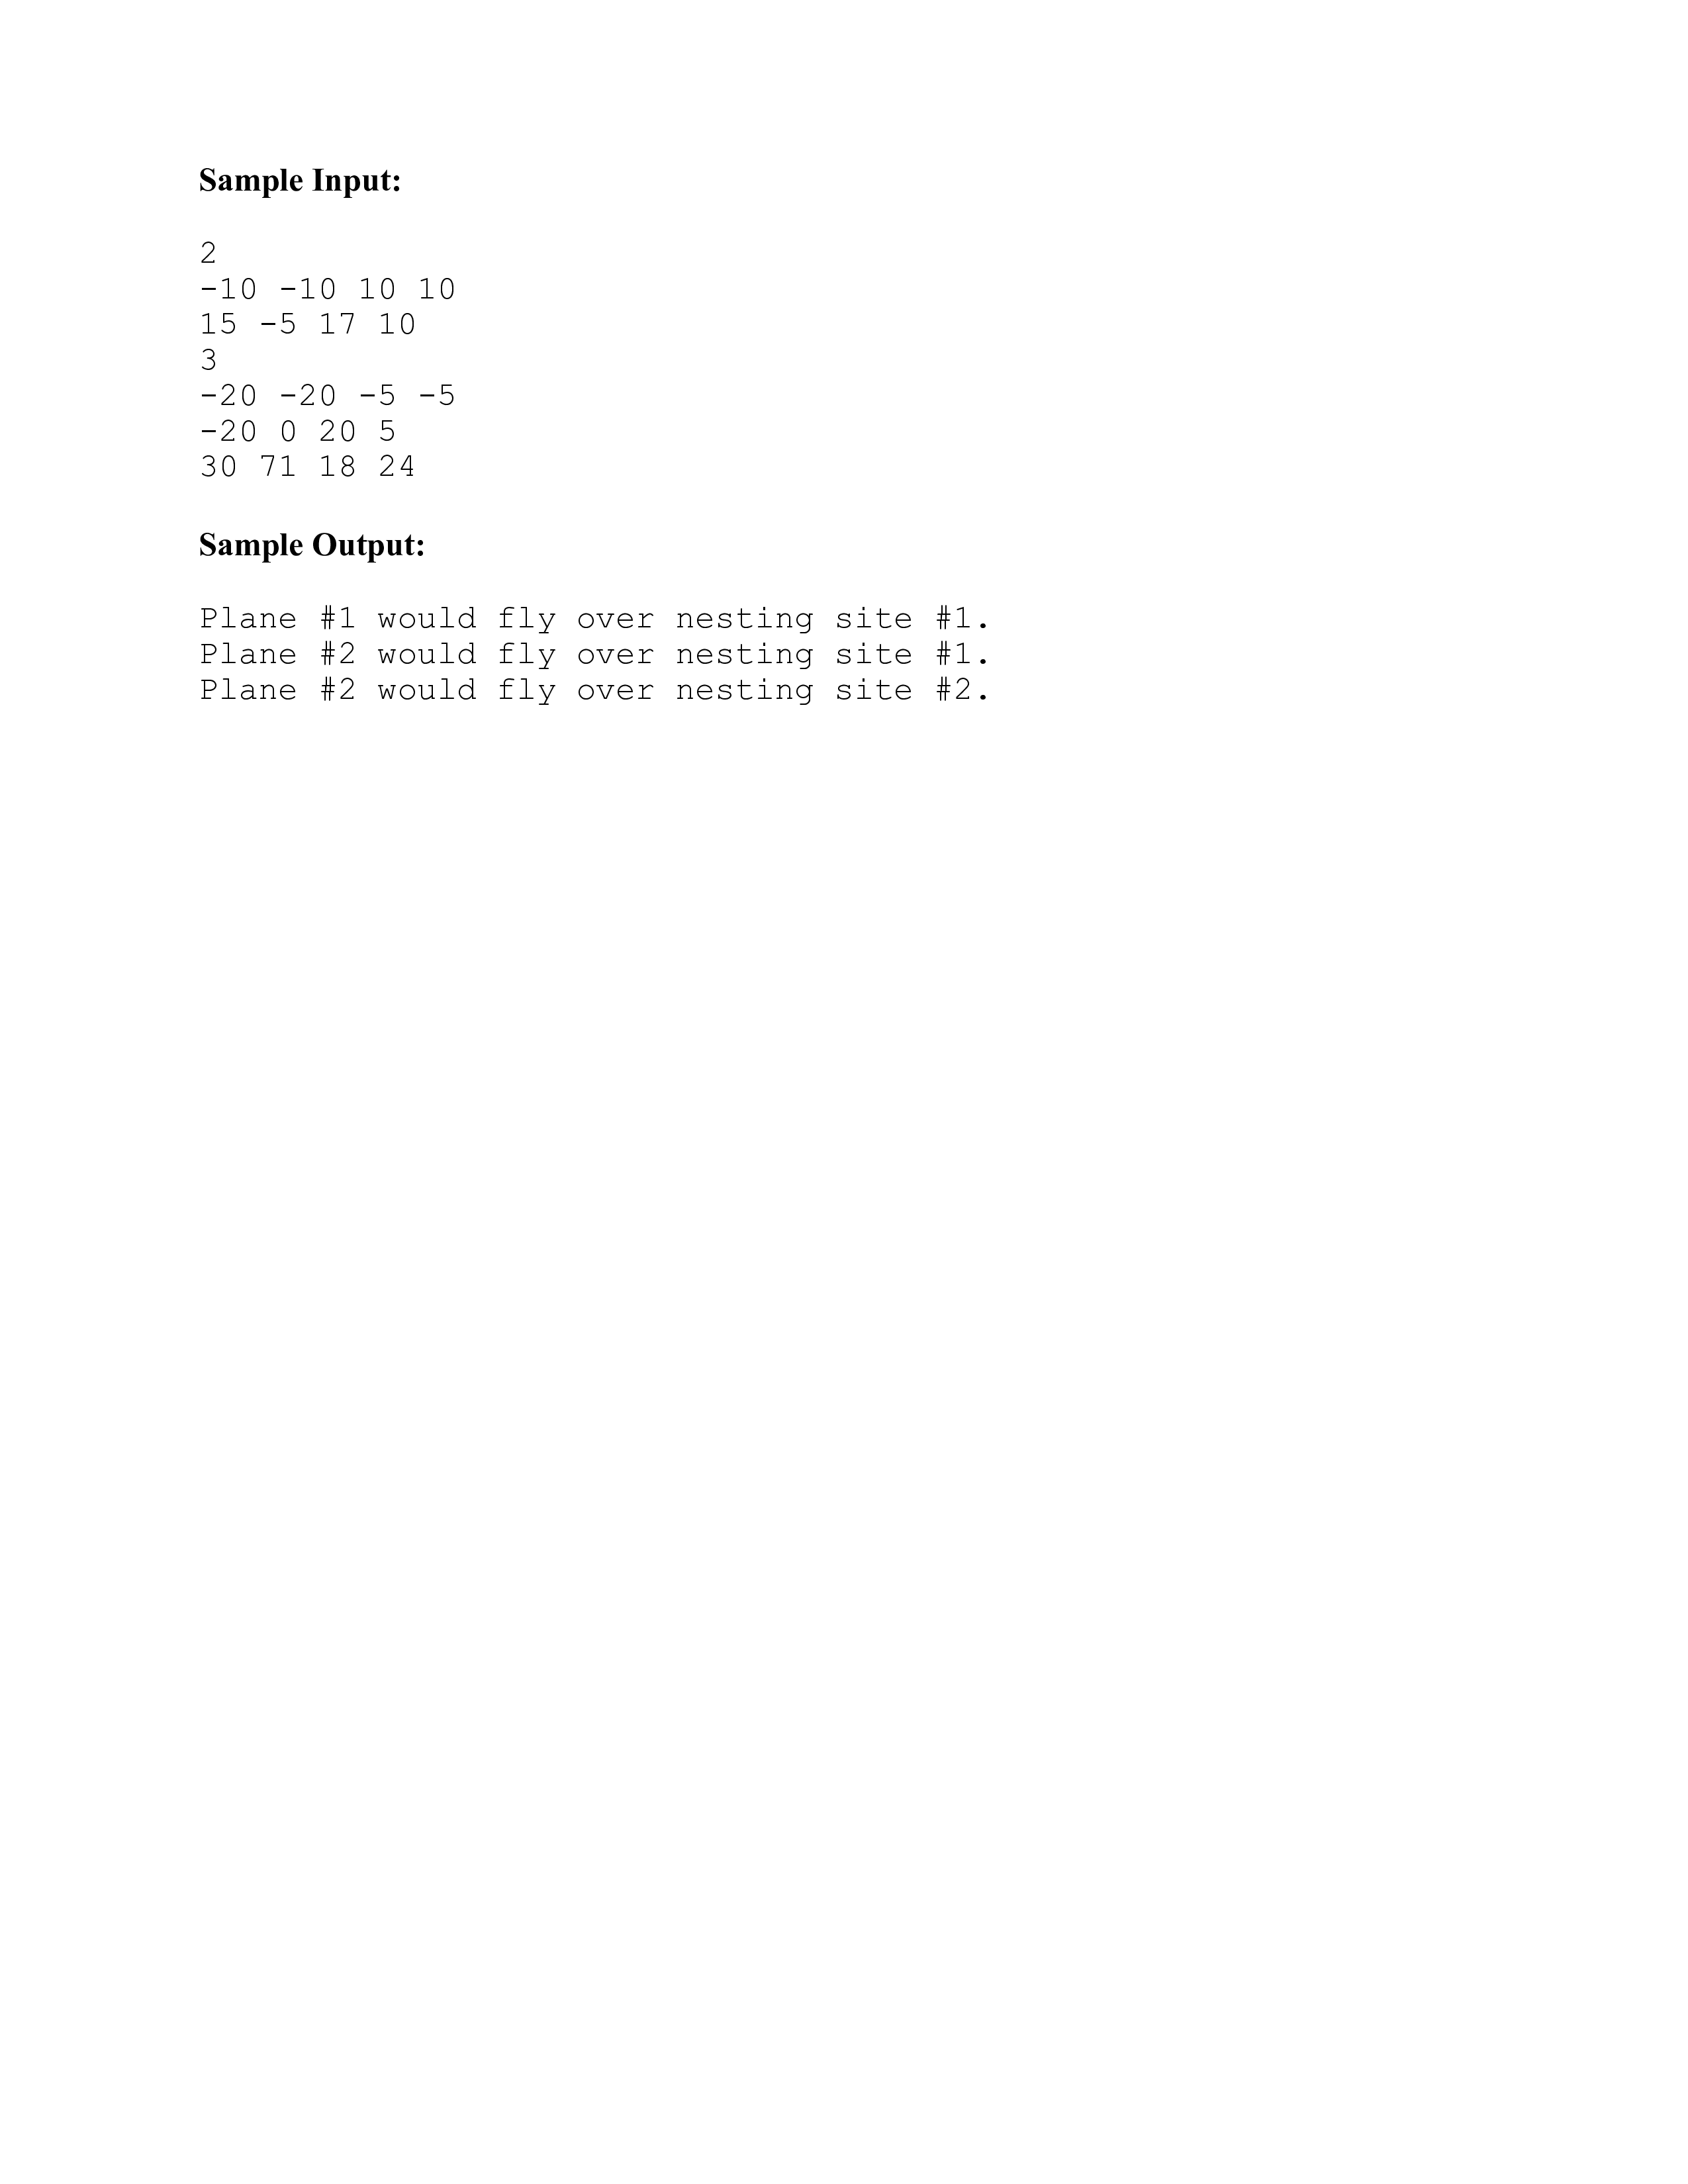 Sample Input:
2
-10 -10 10 10
15 -5 17 10
3
-20 -20 -5 -5
-20 0 20 5
30 71 18 24
Sample Output:
Plane #1 would fly over nesting site #1.
Plane #2 would fly over nesting site #1.
Plane #2 would fly over nesting site #2.